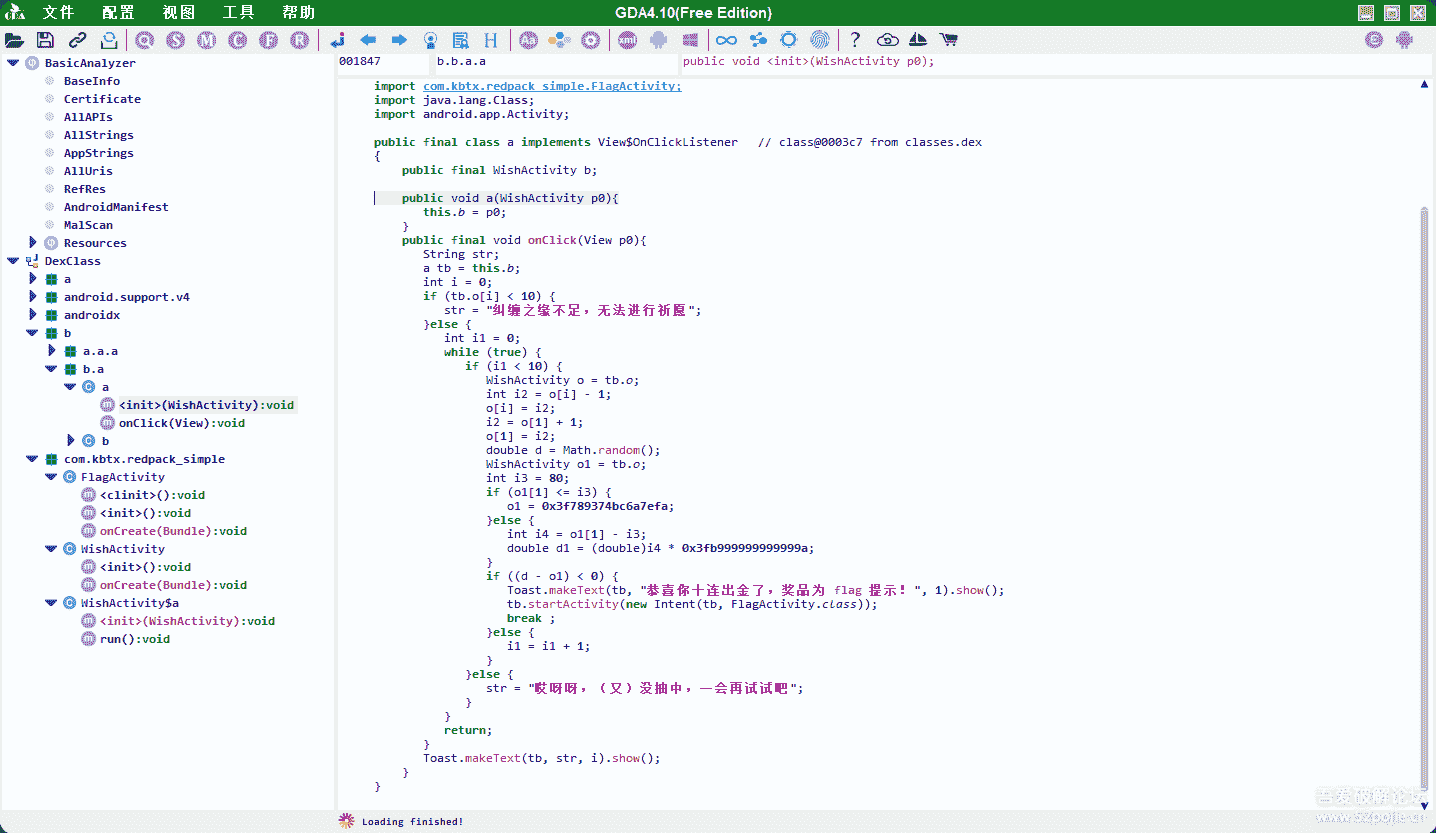 GDA 文件 配置 视图 工具 帮助 GDA4.10(Free Edition)
BasicAnalyzer
BaseInfo
Certificate
AllAPIs
AllStrings
AppStrings
AllUris
RefRes
AndroidManifest
MalScan
Resources
DexClass
a
android.support.v4
androidx
b
a.a.a
b.a
a
<init>(WishActivity):void
onClick(View):void
b
com.kbtx.redpack_simple
FlagActivity
<clinit>():void
<init>():void
onCreate(Bundle):void
WishActivity
<init>():void
onCreate(Bundle):void
WishActivity$a
<init>(WishActivity):void
run():void
001847 b.b.a.a public void <init>(WishActivity p0);
import com.kbtx.redpack_simple.FlagActivity;
import java.lang.Class;
import android.app.Activity;
public final class a implements View$OnClickListener // class@0003c7 from classes.dex
{
public final WishActivity b;
public void a(WishActivity p0){
this.b = p0;
}
public final void onClick(View p0){
String str;
a tb = this.b;
int i = 0;
if (tb.o[i] < 10) {
str = "纠缠之缘不足，无法进行祈愿";
}else {
int i1 = 0;
while (true) {
if (i1 < 10) {
WishActivity o = tb.o;
int i2 = o[i] - 1;
o[i] = i2;
i2 = o[1] + 1;
o[1] = i2;
double d = Math.random();
WishActivity o1 = tb.o;
int i3 = 80;
if (o1[1] <= i3) {
o1 = 0x3f789374bc6a7efa;
}else {
int i4 = o1[1] - i3;
double d1 = (double)i4 * 0x3fb999999999999a;
}
if ((d - o1) < 0) {
Toast.makeText(tb, "恭喜你十连出金了，奖品为 flag 提示！", 1).show();
tb.startActivity(new Intent(tb, FlagActivity.class));
break ;
}else {
i1 = i1 + 1;
}
}else {
str = "哎呀呀，（又）没抽中，一会再试试吧";
}
}
return;
}
Toast.makeText(tb, str, i).show();
}
}
Loading finished!
吾爱破解论坛
www.52pojie.cn